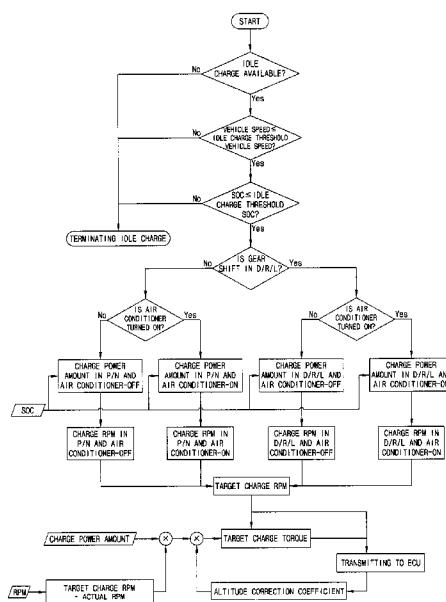 START
IDLE
CHARGE AVAILABLE?
No
Yes
VEHICLE SPEED≤
IDLE CHARGE THRESHOLD
VEHICLE SPEED?
No
Yes
SOC≤IDLE
CHARGE THRESHOLD
SOC?
No
Yes
TERMINATING IDLE CHARGE
IS GEAR
SHIFT IN D/R/L?
No
Yes
IS AIR
CONDITIONER
TURNED ON?
No
Yes
IS AIR
CONDITIONER
TURNED ON?
No
Yes
CHARGE POWER
AMOUNT IN P/N AND
AIR CONDITIONER-OFF
CHARGE POWER
AMOUNT IN P/N AND
AIR CONDITIONER-ON
CHARGE POWER
AMOUNT IN D/R/L AND
AIR CONDITIONER-OFF
CHARGE POWER
AMOUNT IN D/R/L AND
AIR CONDITIONER-ON
SOC
CHARGE RPM IN
P/N AND AIR
CONDITIONER-OFF
CHARGE RPM IN
P/N AND AIR
CONDITIONER-ON
CHARGE RPM IN
D/R/L AND AIR
CONDITIONER-OFF
CHARGE RPM IN
D/R/L AND AIR
CONDITIONER-ON
TARGET CHARGE RPM
CHARGE POWER AMOUNT
TARGET CHARGE TORQUE
TRANSMITTING TO ECU
RPM
TARGET CHARGE RPM
- ACTUAL RPM
ALTITUDE CORRECTION COEFFICIENT